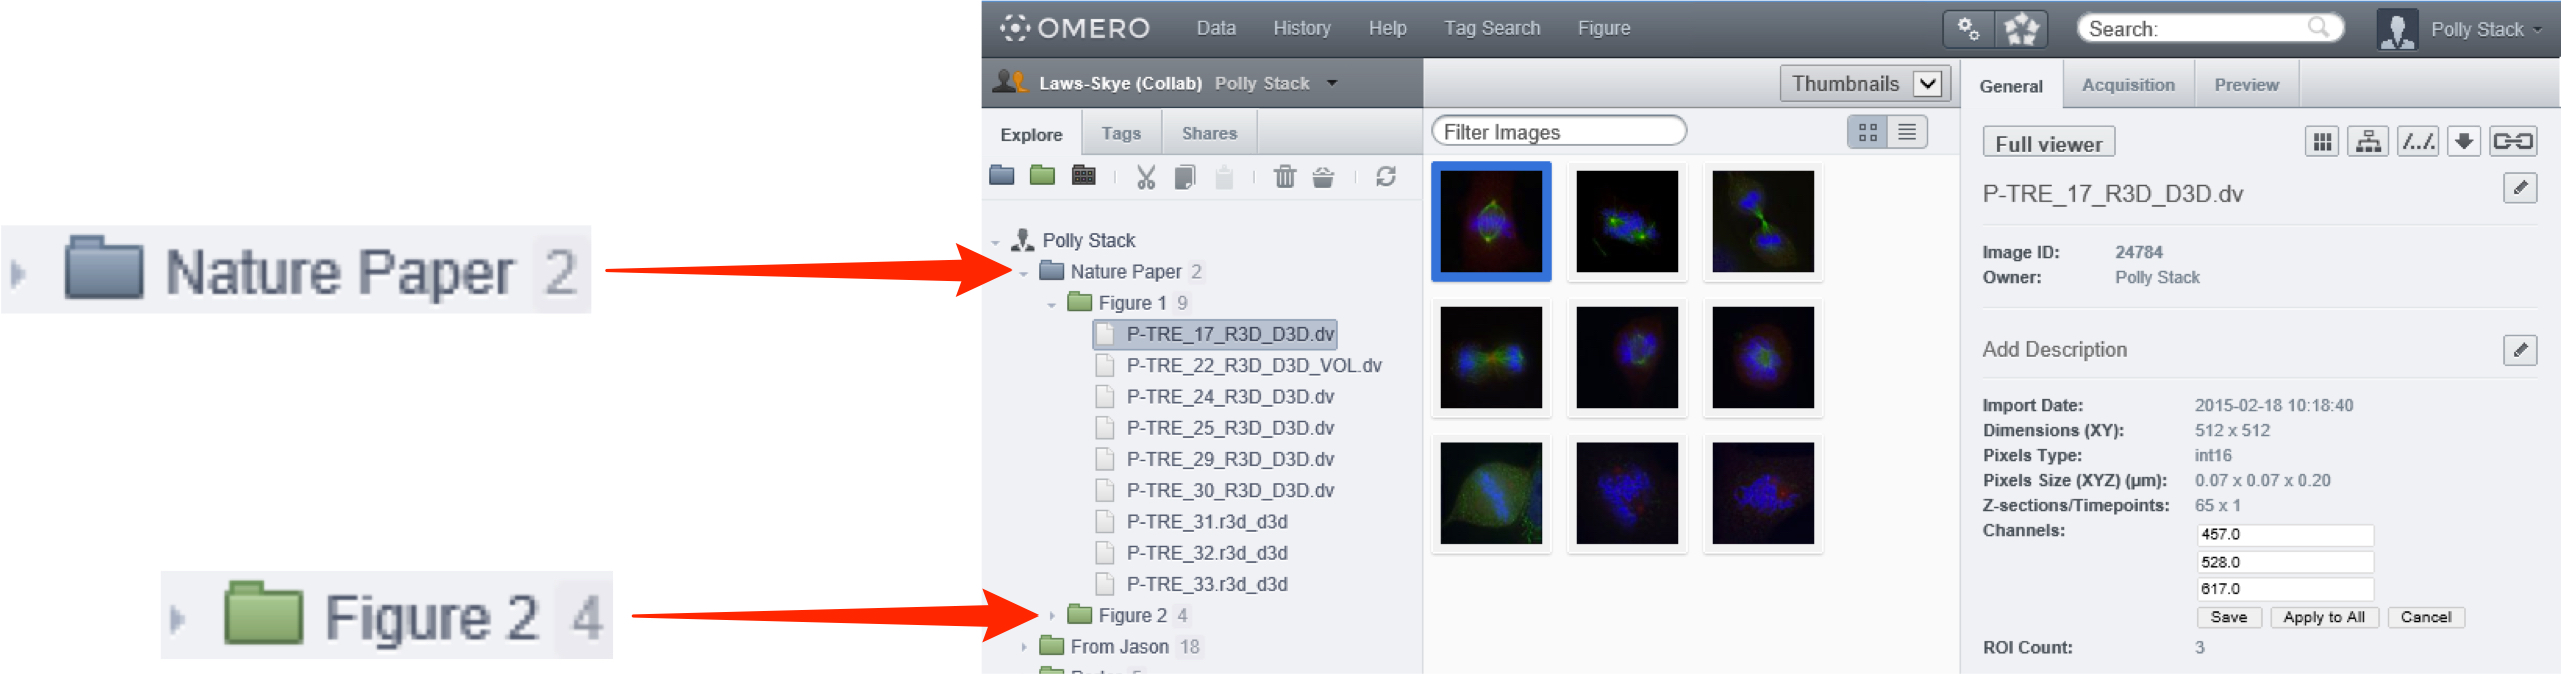 Nature Paper 2
Figure 2 4
OMERO Data History Help Tag Search Figure Search: Polly Stack
Laws-Skye (Collab) Polly Stack
Explore Tags Shares
Polly Stack
Nature Paper 2
Figure 1 9
P-TRE_17_R3D_D3D.dv
P-TRE_22_R3D_D3D_VOL.dv
P-TRE_24_R3D_D3D.dv
P-TRE_25_R3D_D3D.dv
P-TRE_29_R3D_D3D.dv
P-TRE_30_R3D_D3D.dv
P-TRE_31.r3d_d3d
P-TRE_32.r3d_d3d
P-TRE_33.r3d_d3d
Figure 2 4
From Jason 18
Thumbnails
Filter Images
General Acquisition Preview
Full viewer
P-TRE_17_R3D_D3D.dv
Image ID: 24784
Owner: Polly Stack
Add Description
Import Date: 2015-02-18 10:18:40
Dimensions (XY): 512 x 512
Pixels Type: int16
Pixels Size (XYZ) (µm): 0.07 x 0.07 x 0.20
Z-sections/Timepoints: 65 x 1
Channels: 457.0
528.0
617.0
Save Apply to All Cancel
ROI Count: 3